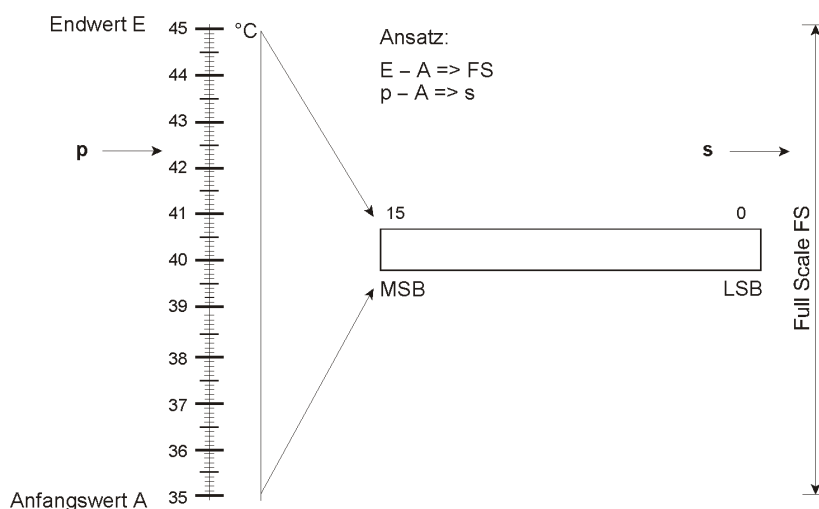 Endwert E
45
°C
44
43
42
41
40
39
38
37
36
35
Anfangswert A
p
Ansatz:
E – A => FS
p – A => s
s
15
0
MSB
LSB
Full Scale FS